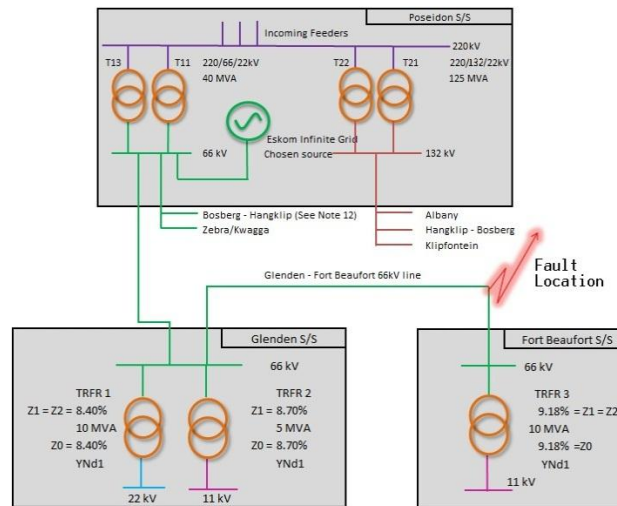 Poseidon S/S
Incoming Feeders
220kV
T13
T11
220/66/22kV
40 MVA
T22
T21
220/132/22kV
125 MVA
Eskom Infinite Grid
Chosen source
66 kV
132 kV
Bosberg - Hangklip (See Note 12)
Zebra/Kwagga
Albany
Hangklip - Bosberg
Klipfontein
Glenden - Fort Beaufort 66kV line
Fault
Location
Glenden S/S
66 kV
TRFR 1
Z1 = Z2 = 8.40%
10 MVA
Z0 = 8.40%
YNd1
22 kV
TRFR 2
Z1 = 8.70%
5 MVA
Z0 = 8.70%
YNd1
11 kV
Fort Beaufort S/S
66 kV
TRFR 3
9.18% = Z1 = Z2
10 MVA
9.18% =Z0
YNd1
11 kV